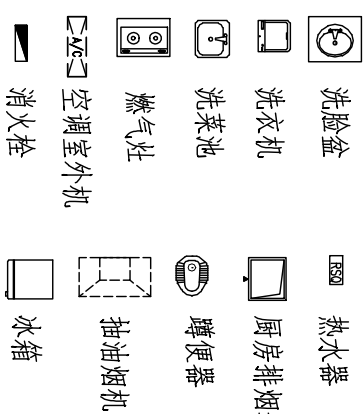 洗脸盆
洗衣机
洗菜池
燃气灶
A/C
空调室外机
消火栓
RSQ
热水器
厨房排烟
蹲便器
抽油烟机
冰箱